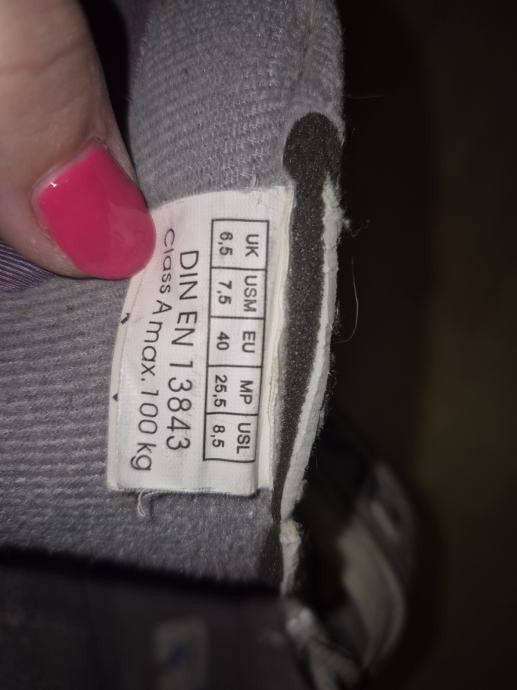 UK USM EU MP USL
6,5 7,5 40 25,5 8,5
DIN EN 13843
Class A max. 100 kg